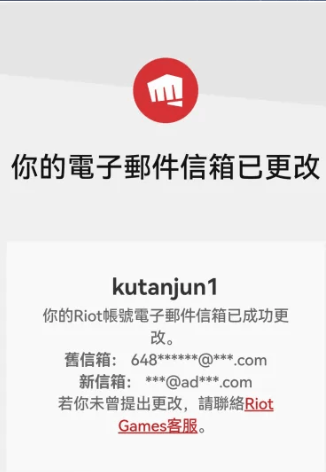 你的電子郵件信箱已更改
kutanjun1
你的Riot帳號電子郵件信箱已成功更
改。
舊信箱： 648******@***.com
新信箱： ***@ad***.com
若你未曾提出更改，請聯絡Riot
Games客服。